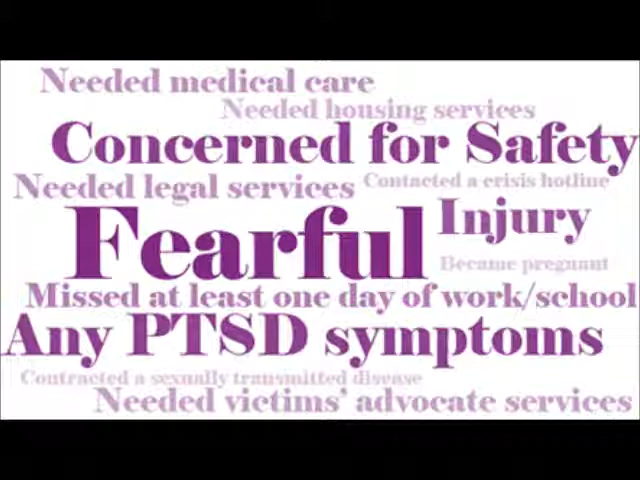 Needed medical care
Needed housing services
Concerned for Safety
Needed legal services
Contacted a crisis hotline
Fearful
Injury
Became pregnant
Missed at least one day of work/school
Any PTSD symptoms
Contracted a sexually transmitted disease
Needed victims' advocate services